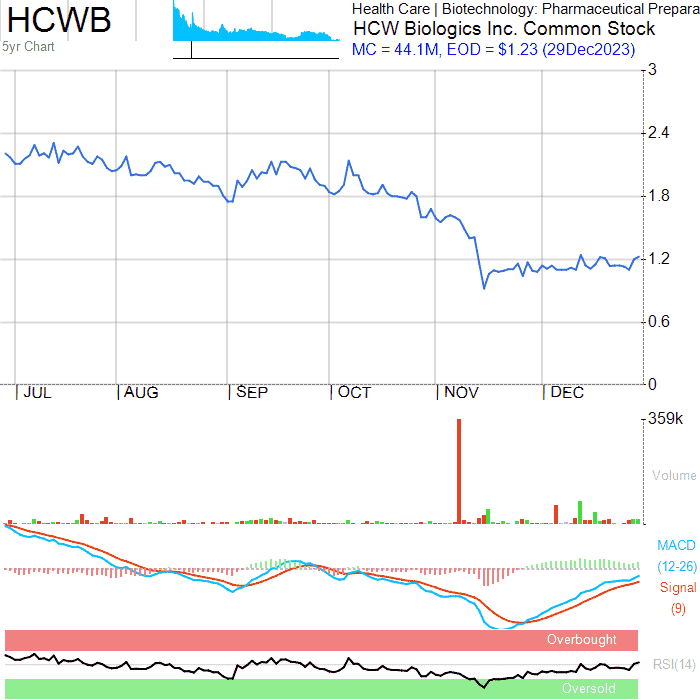 HCWB
5yr Chart
Health Care | Biotechnology: Pharmaceutical Prepara
HCW Biologics Inc. Common Stock
MC = 44.1M, EOD = $1.23 (29Dec2023)
3
2.4
1.8
1.2
0.6
0
| JUL | AUG | SEP | OCT | NOV | DEC
359k
Volume
MACD
(12-26)
Signal
(9)
Overbought
RSI(14)
Oversold